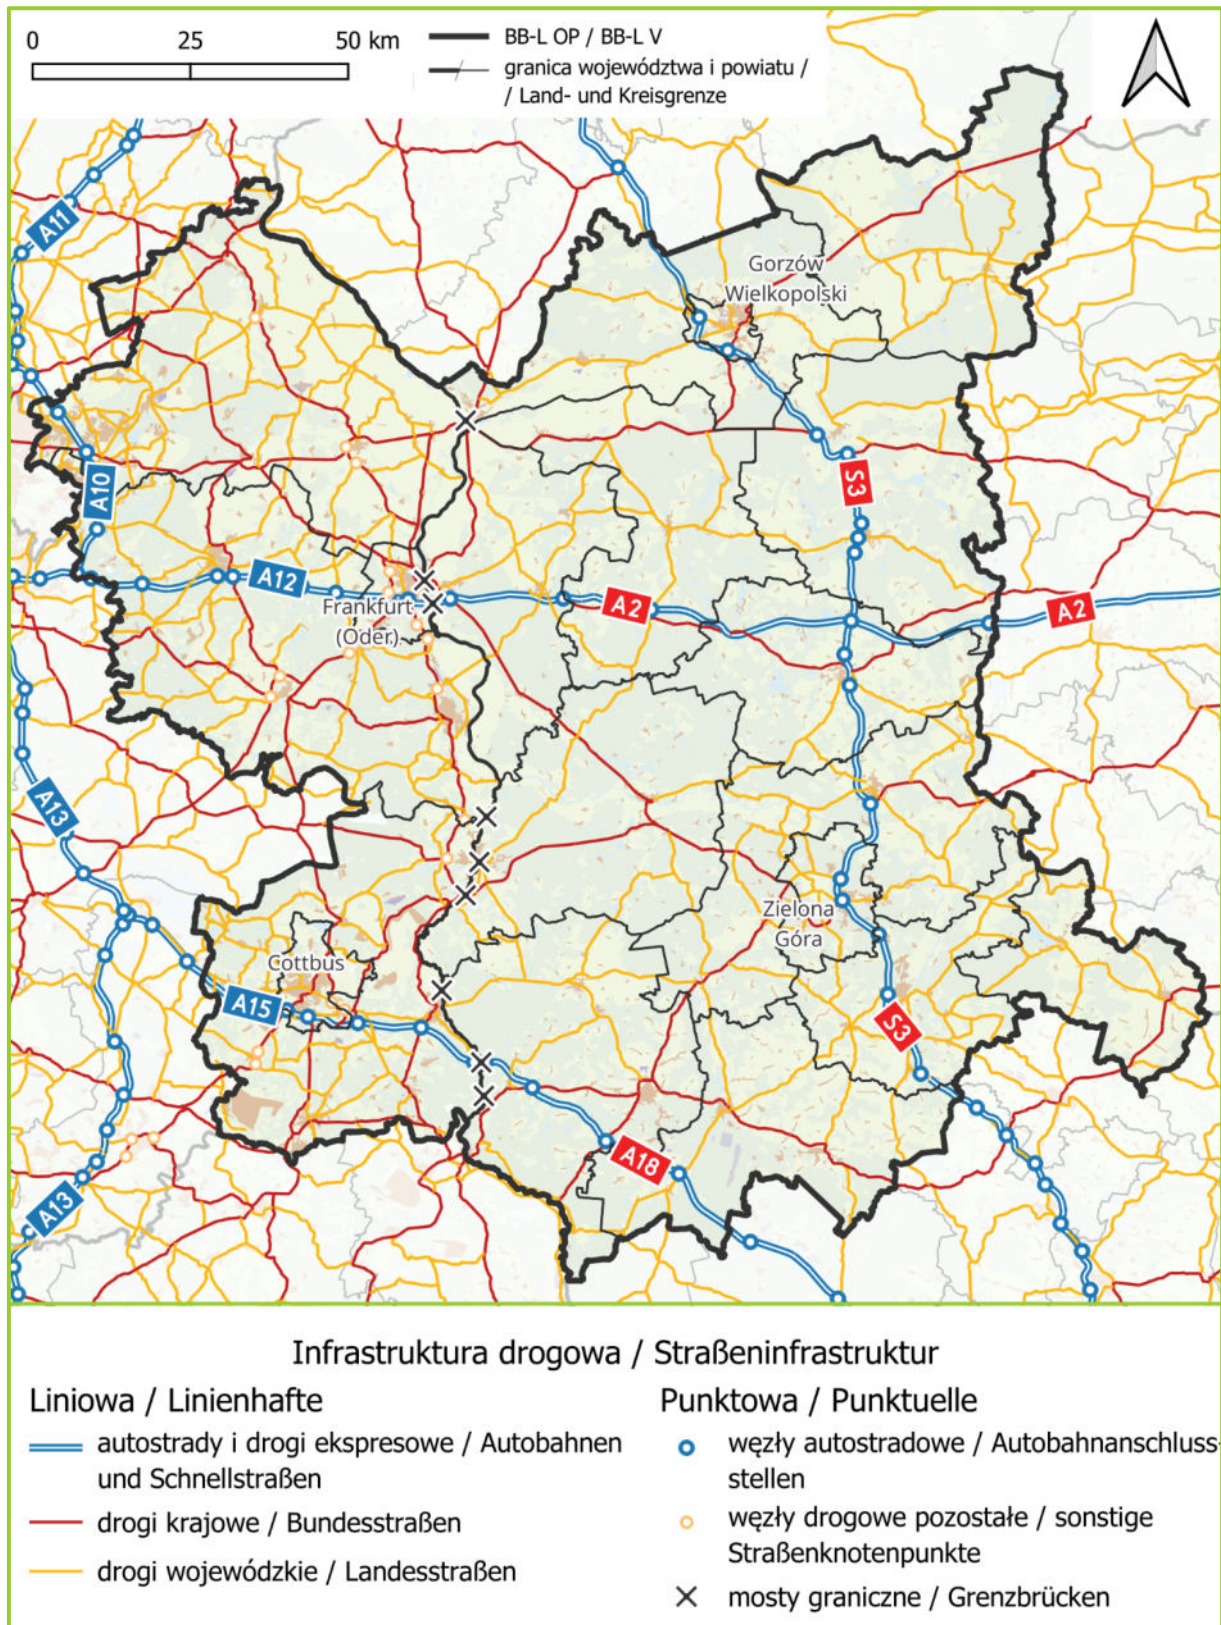 0 25 50 km
BB-L OP / BB-L V
granica województwa i powiatu /
/ Land- und Kreisgrenze
A11
Gorzów
Wielkopolski
A10
S3
A12
A2
A2
Frankfurt
(Oder)
A13
Zielona
Góra
Cottbus
A15
S3
A18
A13
Infrastruktura drogowa / Straßeninfrastruktur
Liniowa / Linienhafte
autostrady i drogi ekspresowe / Autobahnen
und Schnellstraßen
drogi krajowe / Bundesstraßen
drogi wojewódzkie / Landesstraßen
Punktowa / Punktuelle
węzły autostradowe / Autobahnanschluss-
stellen
węzły drogowe pozostałe / sonstige
Straßenknotenpunkte
mosty graniczne / Grenzbrücken